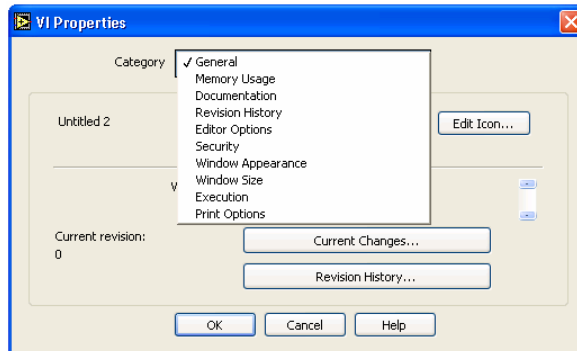 VI Properties
Category
✓ General
Memory Usage
Documentation
Revision History
Editor Options
Security
Window Appearance
Window Size
Execution
Print Options
Untitled 2
Edit Icon...
V
Current revision:
0
Current Changes...
Revision History...
OK
Cancel
Help